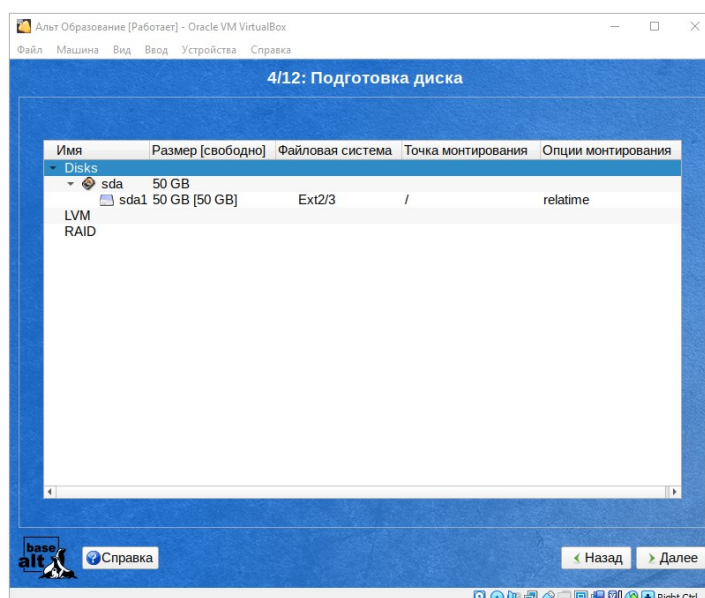 Альт Образование [Работает] - Oracle VM VirtualBox
Файл Машина Вид Ввод Устройства Справка
4/12: Подготовка диска
Имя Размер [свободно] Файловая система Точка монтирования Опции монтирования
Disks
sda 50 GB
sda1 50 GB [50 GB] Ext2/3 / relatime
LVM
RAID
base alt Справка Назад Далее
Right Ctrl